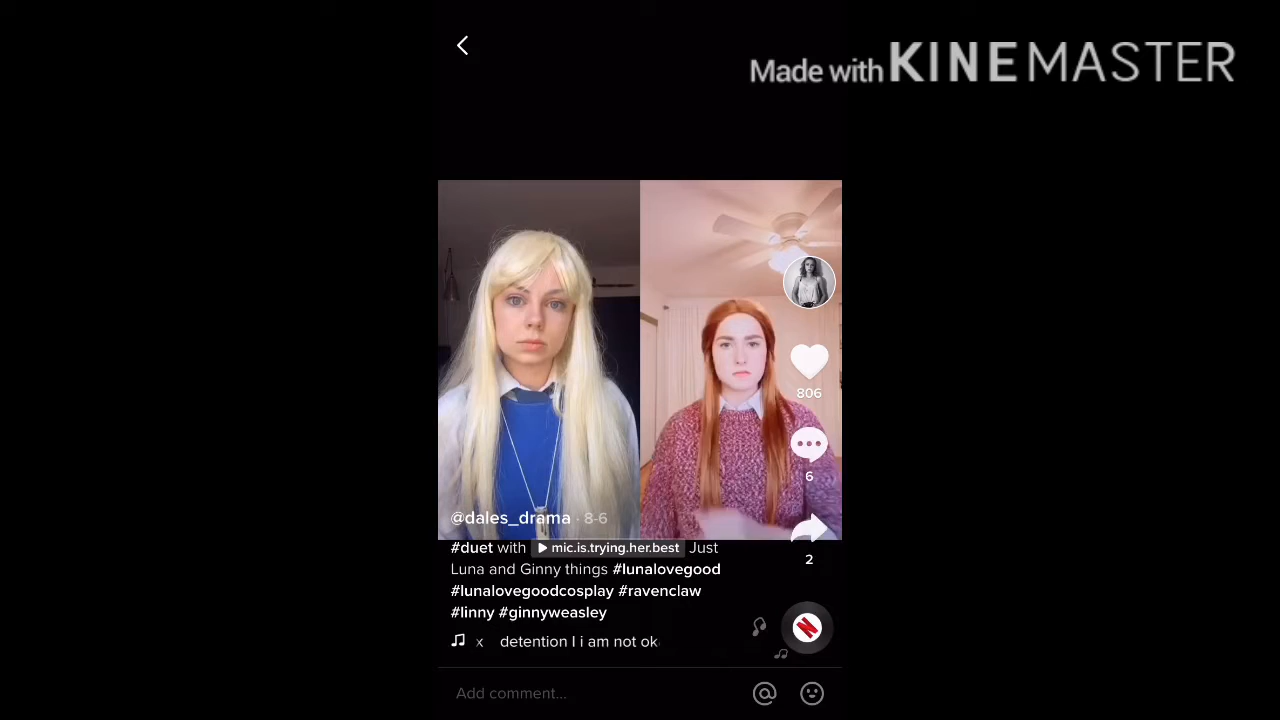 Made with KINEMASTER
806
6
@dales_drama · 8-6
2
#duet with mic.is.trying.her.best Just
Luna and Ginny things #lunalovegood
#lunalovegoodcosplay #ravenclaw
#linny #ginnyweasley
x detention I i am not ok
Add comment...